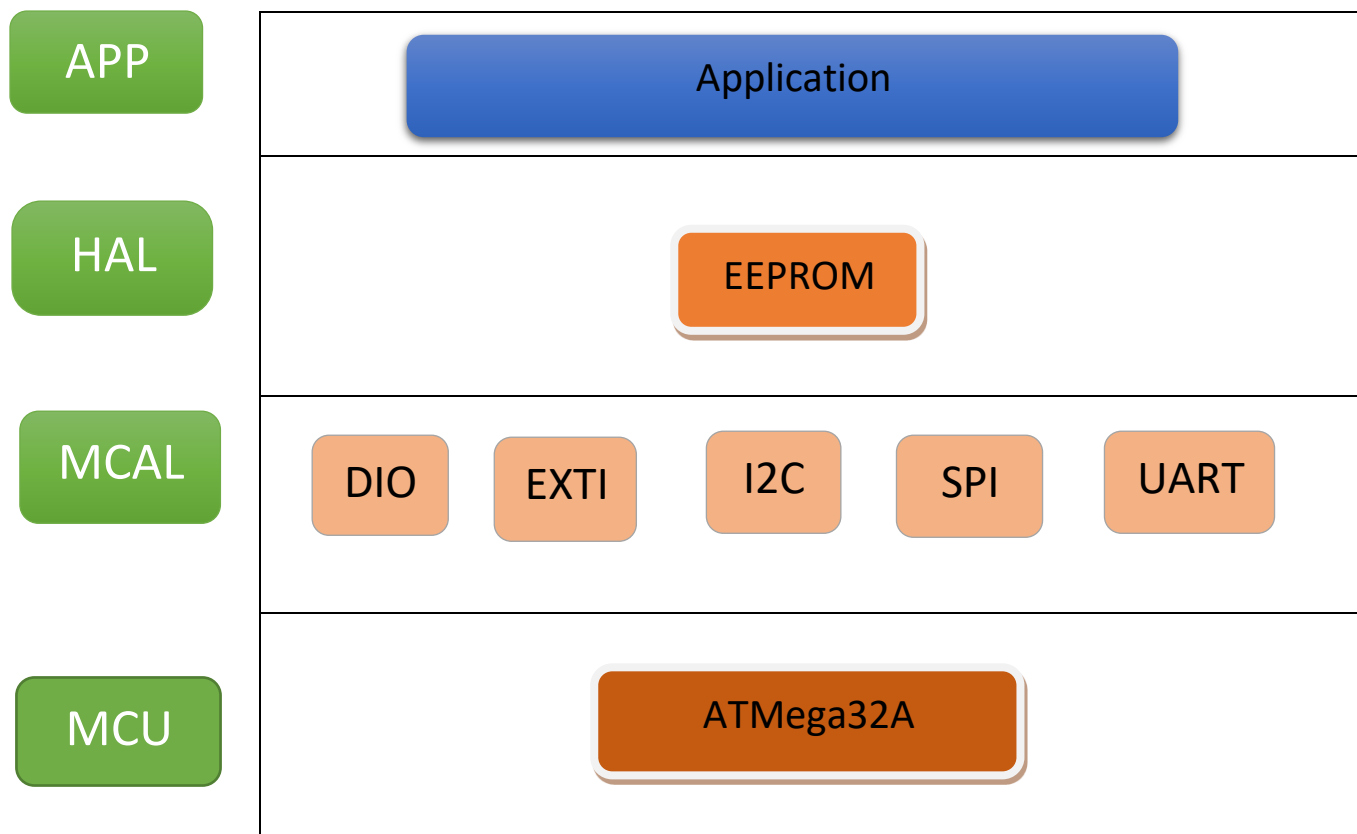 APP
Application
HAL
EEPROM
MCAL
DIO
EXTI
I2C
SPI
UART
MCU
ATMega32A